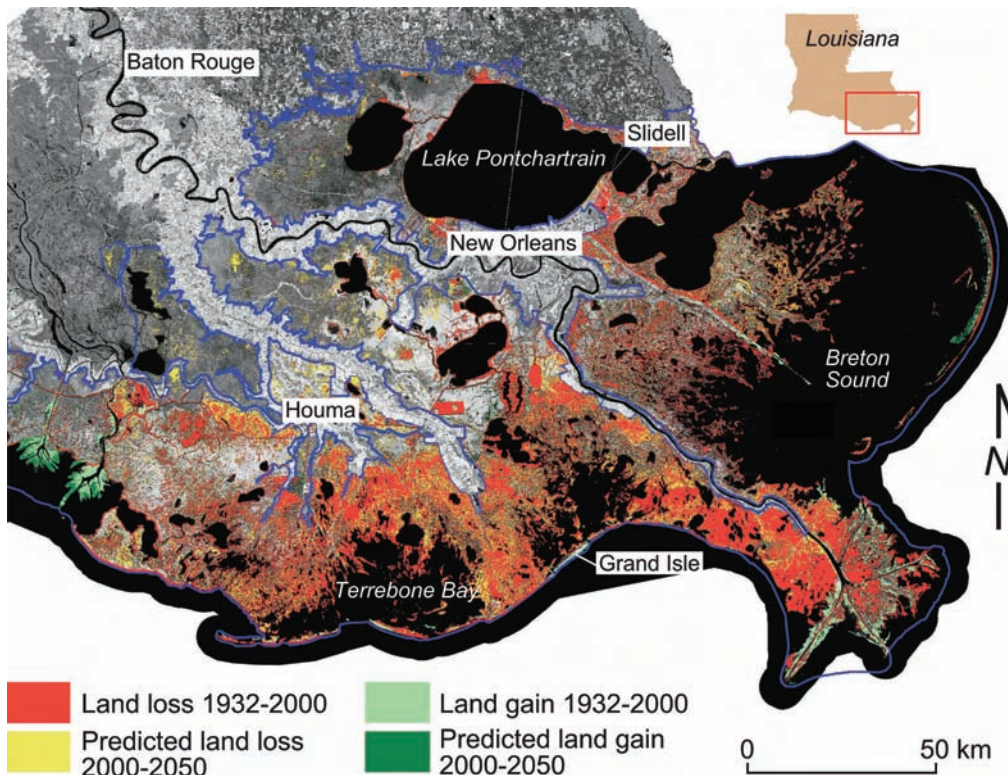 Louisiana
Baton Rouge
Slidell
Lake Pontchartrain
New Orleans
Breton
Sound
Houma
N
Grand Isle
Terrebone Bay
Land loss 1932-2000
Land gain 1932-2000
Predicted land loss
2000-2050
Predicted land gain
2000-2050
0 50 km